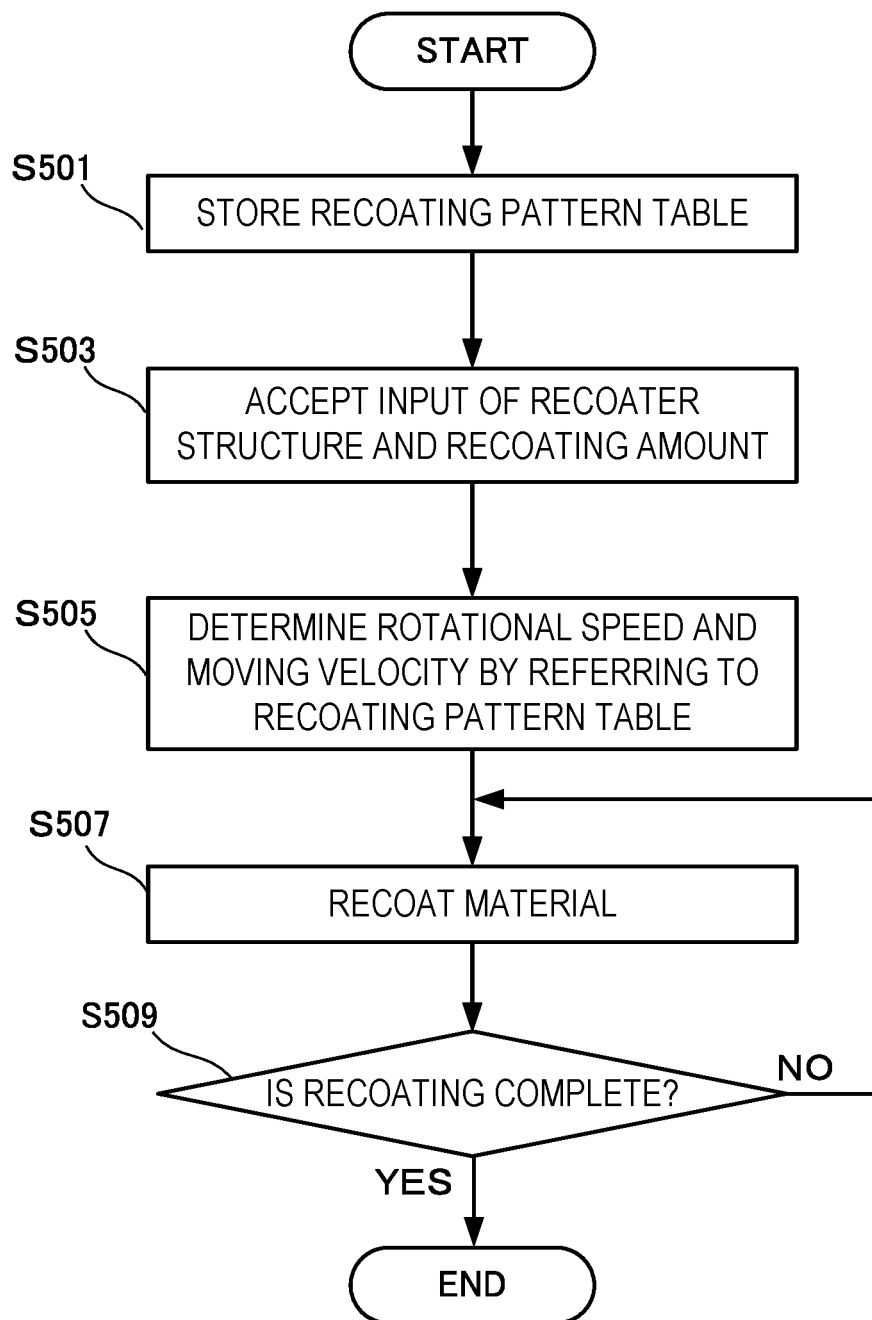 START
S501
STORE RECOATING PATTERN TABLE
S503
ACCEPT INPUT OF RECOATER
STRUCTURE AND RECOATING AMOUNT
S505
DETERMINE ROTATIONAL SPEED AND
MOVING VELOCITY BY REFERRING TO
RECOATING PATTERN TABLE
S507
RECOAT MATERIAL
S509
IS RECOATING COMPLETE?
NO
YES
END